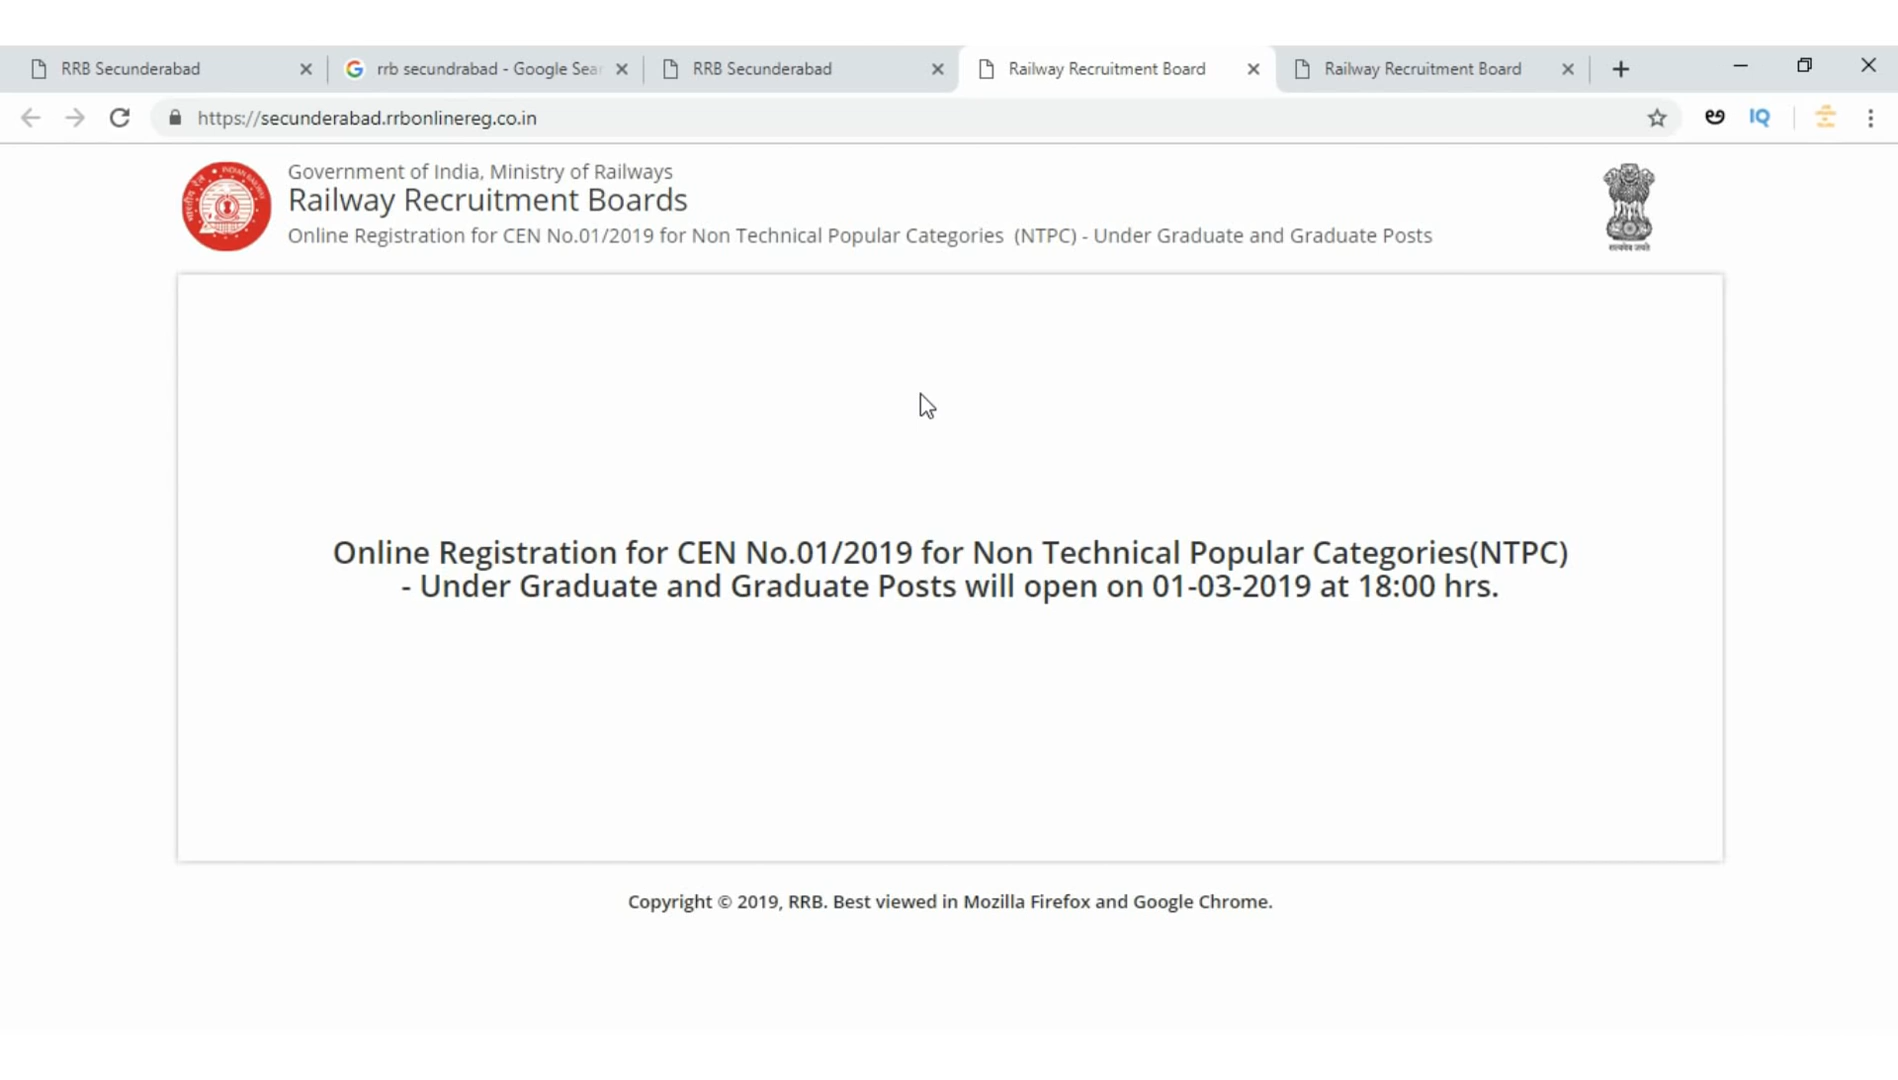 RRB Secunderabad
rrb secundrabad - Google Sear
RRB Secunderabad
Railway Recruitment Board
Railway Recruitment Board
https://secunderabad.rrbonlinereg.co.in
IQ
Government of India, Ministry of Railways
Railway Recruitment Boards
Online Registration for CEN No.01/2019 for Non Technical Popular Categories (NTPC) - Under Graduate and Graduate Posts
सत्यमेव जयते
Online Registration for CEN No.01/2019 for Non Technical Popular Categories(NTPC)
- Under Graduate and Graduate Posts will open on 01-03-2019 at 18:00 hrs.
Copyright © 2019, RRB. Best viewed in Mozilla Firefox and Google Chrome.